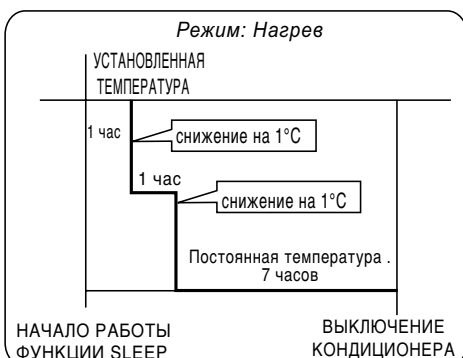 Режим: Нагрев
УСТАНОВЛЕННАЯ
ТЕМПЕРАТУРА
1 час
снижение на 1°C
1 час
снижение на 1°C
Постоянная температура .
7 часов
НАЧАЛО РАБОТЫ
ФУНКЦИИ SLEEP
ВЫКЛЮЧЕНИЕ
КОНДИЦИОНЕРА